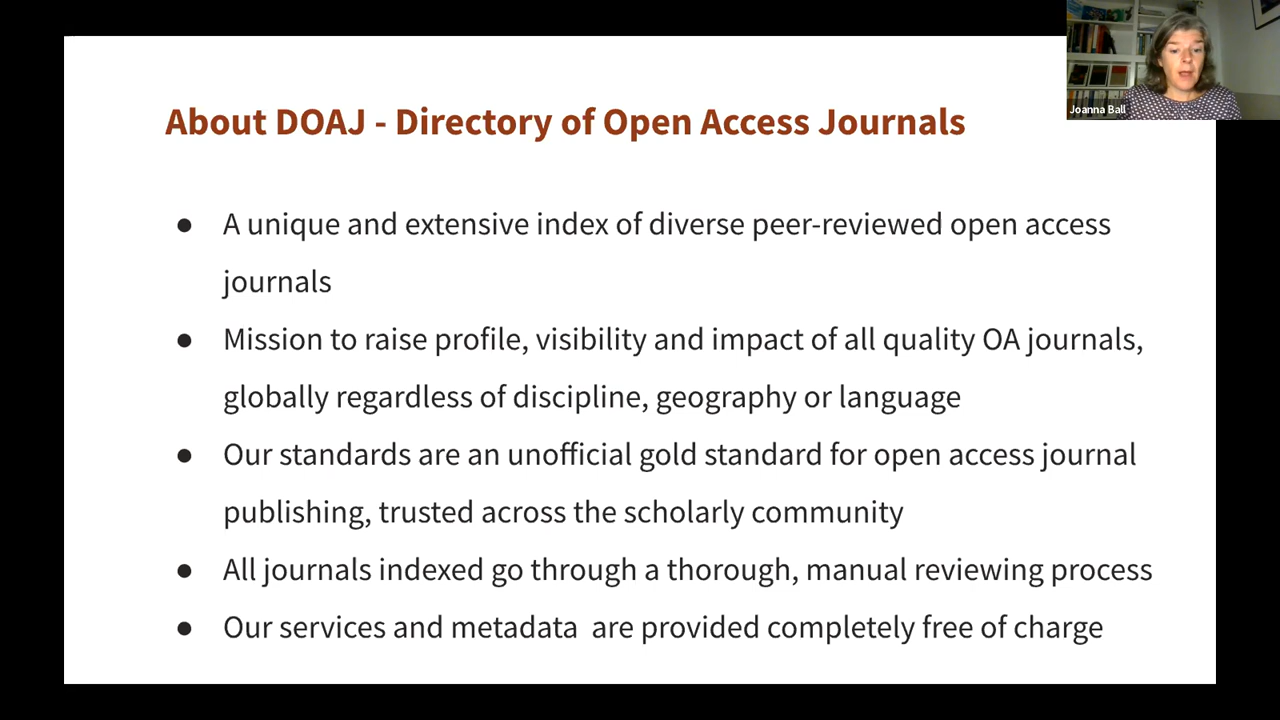 Joanna Ball
About DOAJ - Directory of Open Access Journals
● A unique and extensive index of diverse peer-reviewed open access
journals
● Mission to raise profile, visibility and impact of all quality OA journals,
globally regardless of discipline, geography or language
● Our standards are an unofficial gold standard for open access journal
publishing, trusted across the scholarly community
● All journals indexed go through a thorough, manual reviewing process
● Our services and metadata  are provided completely free of charge